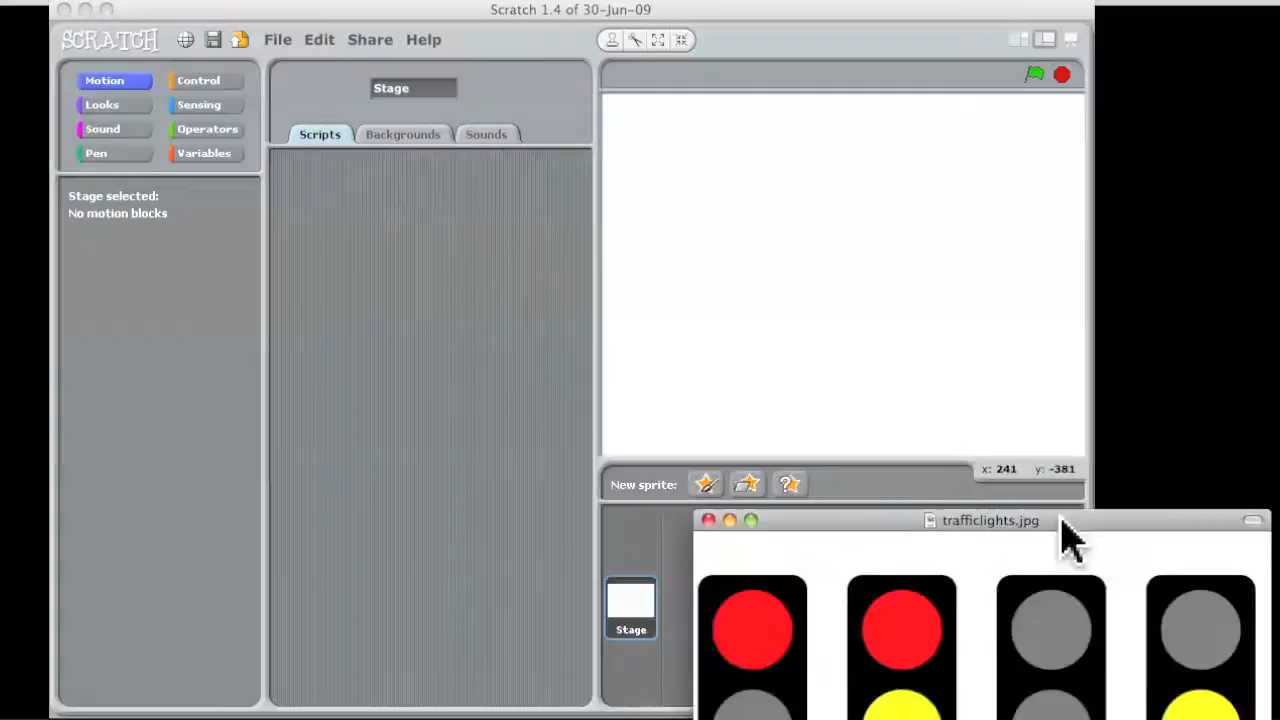 Scratch 1.4 of 30-Jun-09
SCRATCH File Edit Share Help
Motion Control
Looks Sensing
Sound Operators
Pen Variables
Stage selected:
No motion blocks
Stage
Scripts Backgrounds Sounds
x: 241 y: -381
New sprite:
Stage
trafficlights.jpg